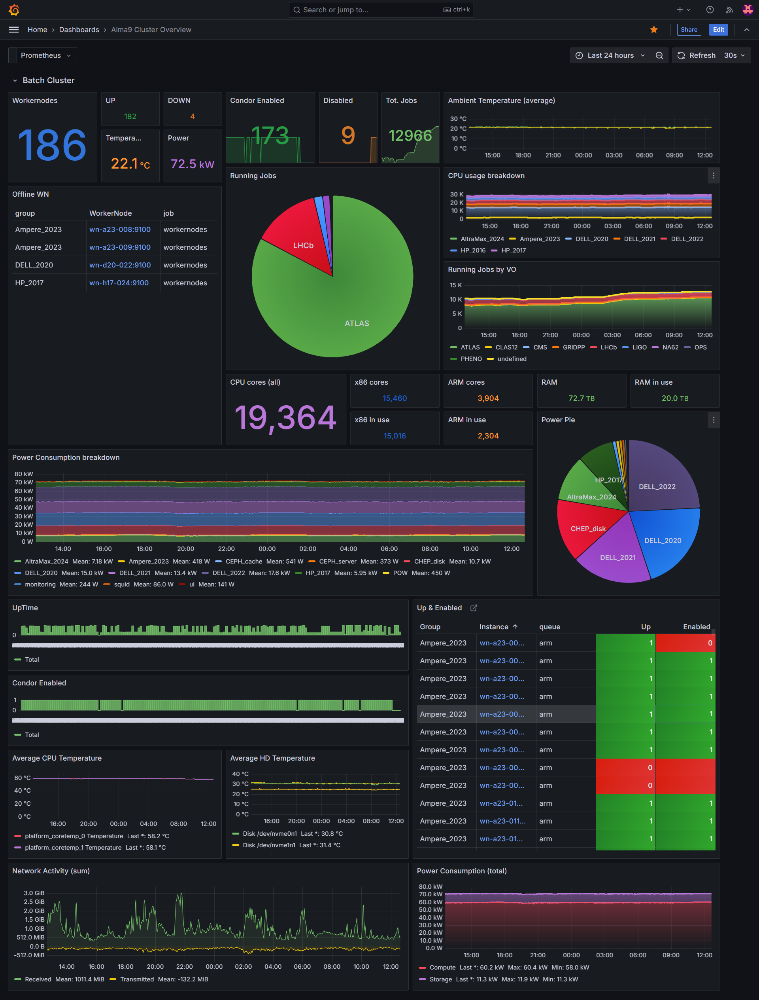 Search or jump to...
ctrl+k
Home › Dashboards › Alma9 Cluster Overview
Share
Edit
Prometheus
Last 24 hours
Refresh
30s
Batch Cluster
Workernodes
186
UP
182
DOWN
4
Tempera...
22.1 °C
Power
72.5 kW
Condor Enabled
173
Disabled
9
Tot. Jobs
12966
Ambient Temperature (average)
30 °C
20 °C
10 °C
0 °C
15:00 18:00 21:00 00:00 03:00 06:00 09:00 12:00
Offline WN
group WorkerNode job
Ampere_2023 wn-a23-008:9100 workernodes
Ampere_2023 wn-a23-009:9100 workernodes
DELL_2020 wn-d20-022:9100 workernodes
HP_2017 wn-h17-024:9100 workernodes
Running Jobs
LHCb
ATLAS
CPU usage breakdown
30 K
20 K
10 K
0
15:00 18:00 21:00 00:00 03:00 06:00 09:00 12:00
AltraMax_2024 Ampere_2023 DELL_2020 DELL_2021 DELL_2022
HP_2016 HP_2017
Running Jobs by VO
15 K
10 K
5 K
0
15:00 18:00 21:00 00:00 03:00 06:00 09:00 12:00
ATLAS CLAS12 CMS GRIDPP LHCb LIGO NA62 OPS
PHENO undefined
CPU cores (all)
19,364
x86 cores
15,460
ARM cores
3,904
RAM
72.7 TB
RAM in use
20.0 TB
x86 in use
15,016
ARM in use
2,304
Power Pie
HP_2017
DELL_2022
AltraMax_2024
CHEP_disk
DELL_2020
DELL_2021
Power Consumption breakdown
80 kW
70 kW
60 kW
50 kW
40 kW
30 kW
20 kW
10 kW
0 W
14:00 16:00 18:00 20:00 22:00 00:00 02:00 04:00 06:00 08:00 10:00 12:00
AltraMax_2024 Mean: 7.18 kW Ampere_2023 Mean: 418 W CEPH_cache Mean: 541 W CEPH_server Mean: 373 W CHEP_disk Mean: 10.7 kW
DELL_2020 Mean: 15.0 kW DELL_2021 Mean: 13.4 kW DELL_2022 Mean: 17.6 kW HP_2017 Mean: 5.95 kW POW Mean: 450 W
monitoring Mean: 244 W squid Mean: 86.0 W ui Mean: 141 W
UpTime
0
Total
Condor Enabled
1
0
Total
Up & Enabled
Group Instance queue Up Enabled
Ampere_2023 wn-a23-00... arm 1 0
Ampere_2023 wn-a23-00... arm 1 1
Ampere_2023 wn-a23-00... arm 1 1
Ampere_2023 wn-a23-00... arm 1 1
Ampere_2023 wn-a23-00... arm 1 1
Ampere_2023 wn-a23-00... arm 1 1
Ampere_2023 wn-a23-00... arm 1 1
Ampere_2023 wn-a23-00... arm 0
Ampere_2023 wn-a23-00... arm 0
Ampere_2023 wn-a23-01... arm 1 1
Ampere_2023 wn-a23-011... arm 1 1
Ampere_2023 wn-a23-01... arm 1 1
Average CPU Temperature
60 °C
40 °C
20 °C
0 °C
16:00 20:00 00:00 04:00 08:00 12:00
platform_coretemp_0 Temperature Last *: 58.2 °C
platform_coretemp_1 Temperature Last *: 58.1 °C
Average HD Temperature
40 °C
30 °C
20 °C
10 °C
0 °C
16:00 20:00 00:00 04:00 08:00 12:00
Disk /dev/nvme0n1 Last *: 30.8 °C
Disk /dev/nvme1n1 Last *: 31.4 °C
Network Activity (sum)
3.0 GiB
2.5 GiB
2.0 GiB
1.5 GiB
1.0 GiB
512.0 MiB
0.0 B
-512.0 MiB
14:00 16:00 18:00 20:00 22:00 00:00 02:00 04:00 06:00 08:00 10:00 12:00
Received Mean: 1011.4 MiB Transmitted Mean: -132.2 MiB
Power Consumption (total)
80.0 kW
70.0 kW
60.0 kW
50.0 kW
40.0 kW
30.0 kW
20.0 kW
10.0 kW
0.0 W
15:00 18:00 21:00 00:00 03:00 06:00 09:00 12:00
Compute Last *: 60.2 kW Max: 60.4 kW Min: 58.0 kW
Storage Last *: 11.3 kW Max: 11.9 kW Min: 11.3 kW